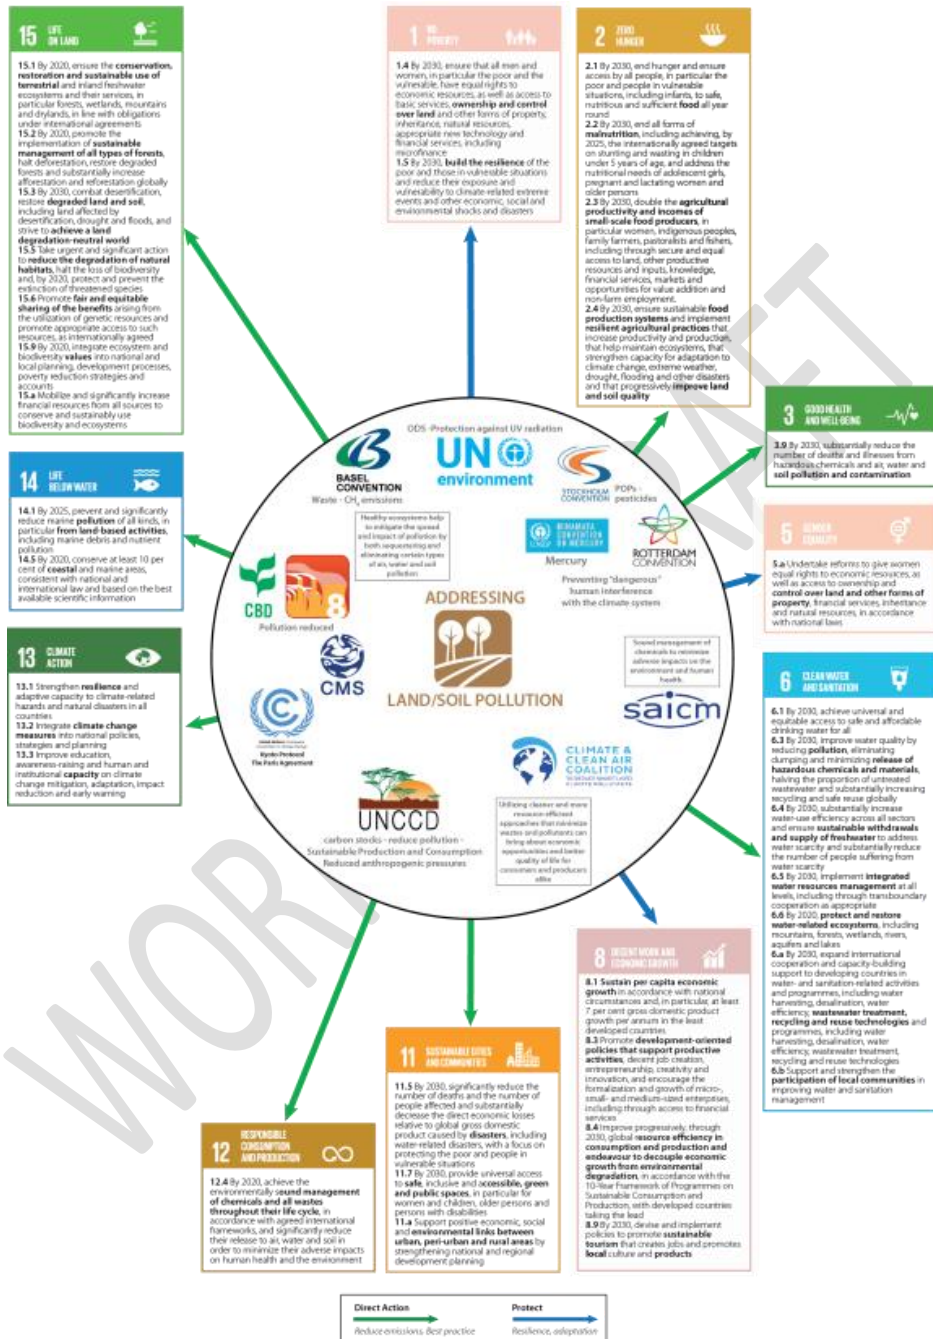 15 LIFE
ON LAND
15.1 By 2020, ensure the conservation,
restoration and sustainable use of
terrestrial and inland freshwater
ecosystems and their services, in
particular forests, wetlands, mountains
and drylands, in line with obligations
under international agreements
15.2 By 2020, promote the
implementation of sustainable
management of all types of forests,
halt deforestation, restore degraded
forests and substantially increase
afforestation and reforestation globally
15.3 By 2030, combat desertification,
restore degraded land and soil,
including land affected by
desertification, drought and floods, and
strive to achieve a land
degradation-neutral world
15.5 Take urgent and significant action
to reduce the degradation of natural
habitats, halt the loss of biodiversity
and, by 2020, protect and prevent the
extinction of threatened species
15.6 Promote fair and equitable
sharing of the benefits arising from
the utilization of genetic resources and
promote appropriate access to such
resources, as internationally agreed
15.9 By 2020, integrate ecosystem and
biodiversity values into national and
local planning, development processes,
poverty reduction strategies and
accounts
15.a Mobilize and significantly increase
financial resources from all sources to
conserve and sustainably use
biodiversity and ecosystems
1 NO
POVERTY
1.4 By 2030, ensure that all men and
women, in particular the poor and the
vulnerable, have equal rights to
economic resources, as well as access to
basic services, ownership and control
over land and other forms of property,
inheritance, natural resources,
appropriate new technology and
financial services, including
microfinance
1.5 By 2030, build the resilience of the
poor and those in vulnerable situations
and reduce their exposure and
vulnerability to climate-related extreme
events and other economic, social and
environmental shocks and disasters
2 ZERO
HUNGER
2.1 By 2030, end hunger and ensure
access by all people, in particular the
poor and people in vulnerable
situations, including infants, to safe,
nutritious and sufficient food all year
round
2.2 By 2030, end all forms of
malnutrition, including achieving, by
2025, the internationally agreed targets
on stunting and wasting in children
under 5 years of age, and address the
nutritional needs of adolescent girls,
pregnant and lactating women and
older persons
2.3 By 2030, double the agricultural
productivity and incomes of
small-scale food producers, in
particular women, indigenous peoples,
family farmers, pastoralists and fishers,
including through secure and equal
access to land, other productive
resources and inputs, knowledge,
financial services, markets and
opportunities for value addition and
non-farm employment.
2.4 By 2030, ensure sustainable food
production systems and implement
resilient agricultural practices that
increase productivity and production,
that help maintain ecosystems, that
strengthen capacity for adaptation to
climate change, extreme weather,
drought, flooding and other disasters
and that progressively improve land
and soil quality
3 GOOD HEALTH
AND WELL-BEING
3.9 By 2030, substantially reduce the
number of deaths and illnesses from
hazardous chemicals and air, water and
soil pollution and contamination
14 LIFE
BELOW WATER
14.1 By 2025, prevent and significantly
reduce marine pollution of all kinds, in
particular from land-based activities,
including marine debris and nutrient
pollution
14.5 By 2020, conserve at least 10 per
cent of coastal and marine areas,
consistent with national and
international law and based on the best
available scientific information
5 GENDER
EQUALITY
5.a Undertake reforms to give women
equal rights to economic resources, as
well as access to ownership and
control over land and other forms of
property, financial services, inheritance
and natural resources, in accordance
with national laws
13 CLIMATE
ACTION
13.1 Strengthen resilience and
adaptive capacity to climate-related
hazards and natural disasters in all
countries
13.2 Integrate climate change
measures into national policies,
strategies and planning
13.3 Improve education,
awareness-raising and human and
institutional capacity on climate
change mitigation, adaptation, impact
reduction and early warning
ODS -Protection against UV radiation
BASEL
CONVENTION
Waste - CH4 emissions
UN
environment
STOCKHOLM
CONVENTION
POPs -
pesticides
Healthy ecosystems help
to mitigate the spread
and impact of pollution by
both sequestering and
eliminating certain types
of air, water and soil
pollution
MINAMATA
CONVENTION
ON MERCURY
Mercury
ROTTERDAM
CONVENTION
Preventing "dangerous"
human interference
with the climate system
CBD
8
Pollution reduced
ADDRESSING
LAND/SOIL POLLUTION
CMS
Sound management of
chemicals to minimize
adverse impacts on the
environment and human
health.
saicm
Kyoto Protocol
The Paris Agreement
CLIMATE &
CLEAN AIR
COALITION
UNCCD
carbon stocks - reduce pollution -
Sustainable Production and Consumption
Reduced anthropogenic pressures
Utilizing cleaner and more
resource-efficient
approaches that minimize
wastes and pollutants can
bring about economic
opportunities and better
quality of life for
consumers and producers
alike
6 CLEAN WATER
AND SANITATION
6.1 By 2030, achieve universal and
equitable access to safe and affordable
drinking water for all
6.3 By 2030, improve water quality by
reducing pollution, eliminating
dumping and minimizing release of
hazardous chemicals and materials,
halving the proportion of untreated
wastewater and substantially increasing
recycling and safe reuse globally
6.4 By 2030, substantially increase
water-use efficiency across all sectors
and ensure sustainable withdrawals
and supply of freshwater to address
water scarcity and substantially reduce
the number of people suffering from
water scarcity
6.5 By 2030, implement integrated
water resources management at all
levels, including through transboundary
cooperation as appropriate
6.6 By 2020, protect and restore
water-related ecosystems, including
mountains, forests, wetlands, rivers,
aquifers and lakes
6.a By 2030, expand international
cooperation and capacity-building
support to developing countries in
water- and sanitation-related activities
and programmes, including water
harvesting, desalination, water
efficiency, wastewater treatment,
recycling and reuse technologies and
programmes, including water
harvesting, desalination, water
efficiency, wastewater treatment,
recycling and reuse technologies
6.b Support and strengthen the
participation of local communities in
improving water and sanitation
management
8 DECENT WORK AND
ECONOMIC GROWTH
8.1 Sustain per capita economic
growth in accordance with national
circumstances and, in particular, at least
7 per cent gross domestic product
growth per annum in the least
developed countries
8.3 Promote development-oriented
policies that support productive
activities, decent job creation,
entrepreneurship, creativity and
innovation, and encourage the
formalization and growth of micro-,
small- and medium-sized enterprises,
including through access to financial
services
8.4 Improve progressively, through
2030, global resource efficiency in
consumption and production and
endeavour to decouple economic
growth from environmental
degradation, in accordance with the
10-Year Framework of Programmes on
Sustainable Consumption and
Production, with developed countries
taking the lead
8.9 By 2030, devise and implement
policies to promote sustainable
tourism that creates jobs and promotes
local culture and products
11 SUSTAINABLE CITIES
AND COMMUNITIES
11.5 By 2030, significantly reduce the
number of deaths and the number of
people affected and substantially
decrease the direct economic losses
relative to global gross domestic
product caused by disasters, including
water-related disasters, with a focus on
protecting the poor and people in
vulnerable situations
11.7 By 2030, provide universal access
to safe, inclusive and accessible, green
and public spaces, in particular for
women and children, older persons and
persons with disabilities
11.a Support positive economic, social
and environmental links between
urban, peri-urban and rural areas by
strengthening national and regional
development planning
12 RESPONSIBLE
CONSUMPTION
AND PRODUCTION
12.4 By 2020, achieve the
environmentally sound management
of chemicals and all wastes
throughout their life cycle, in
accordance with agreed international
frameworks, and significantly reduce
their release to air, water and soil in
order to minimize their adverse impacts
on human health and the environment
Direct Action
Reduce emissions, Best practice
Protect
Resilience, adaptation